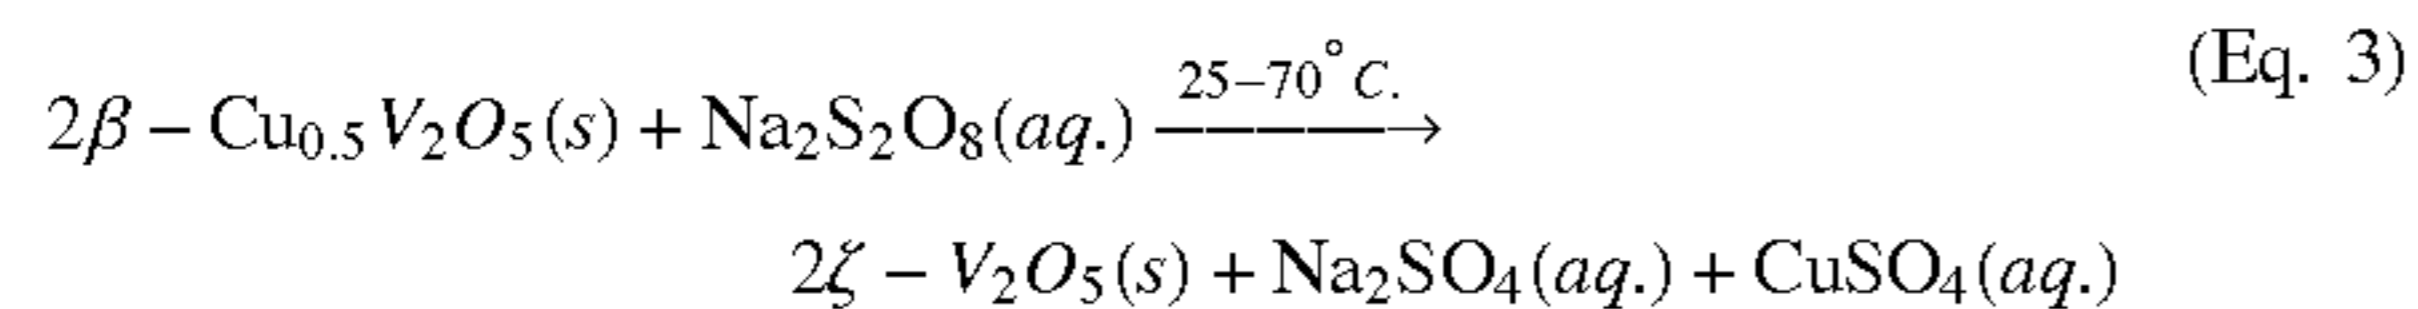 (Eq. 3)
2β – Cu₀.₅V₂O₅(s) + Na₂S₂O₈(aq.) 25–70°C. ⟶
2ζ – V₂O₅(s) + Na₂SO₄(aq.) + CuSO₄(aq.)